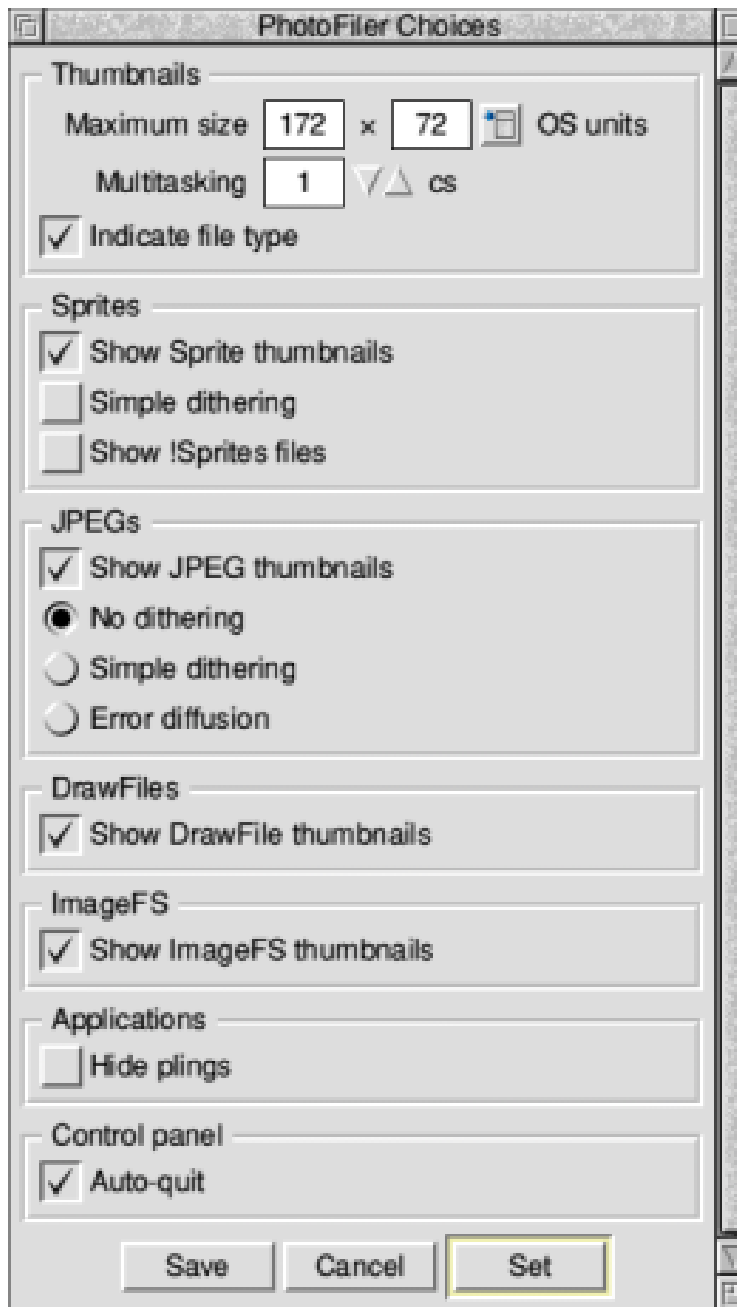 PhotoFiler Choices
Thumbnails
Maximum size 172 x 72 OS units
Multitasking 1 cs
Indicate file type
Sprites
Show Sprite thumbnails
Simple dithering
Show !Sprites files
JPEGs
Show JPEG thumbnails
No dithering
Simple dithering
Error diffusion
DrawFiles
Show DrawFile thumbnails
ImageFS
Show ImageFS thumbnails
Applications
Hide plings
Control panel
Auto-quit
Save Cancel Set